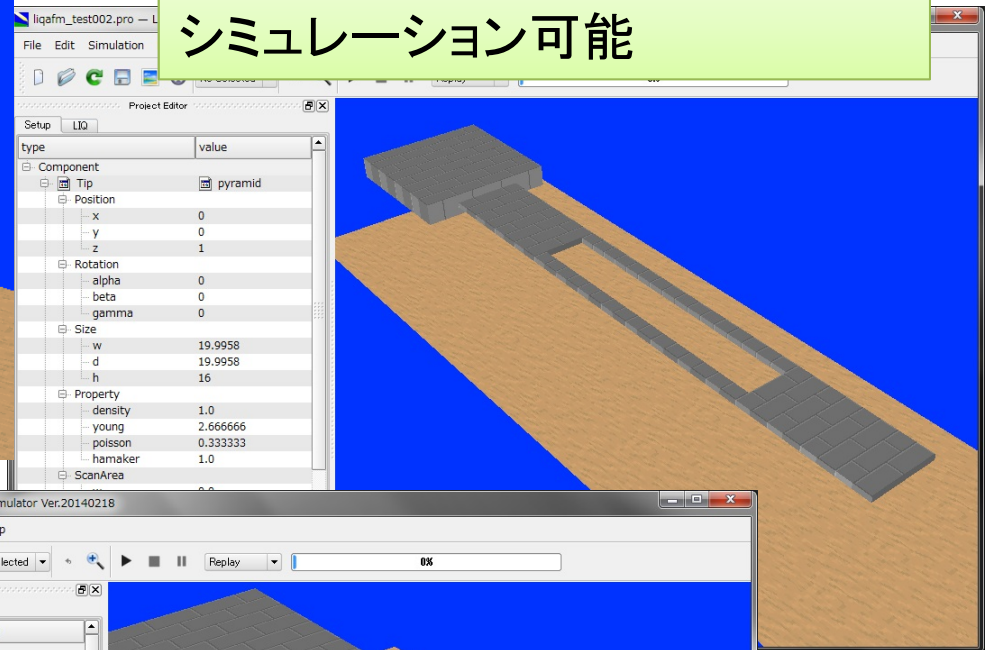 シミュレーション可能
liqafm_test002.pro — L
File Edit Simulation
Replay
Project Editor
Setup LIQ
type value
Component
Tip pyramid
Position
x 0
y 0
z 1
Rotation
alpha 0
beta 0
gamma 0
Size
w 19.9958
d 19.9958
h 16
Property
density 1.0
young 2.666666
poisson 0.333333
hamaker 1.0
ScanArea
mulator Ver.20140218
p
lected Replay 0%